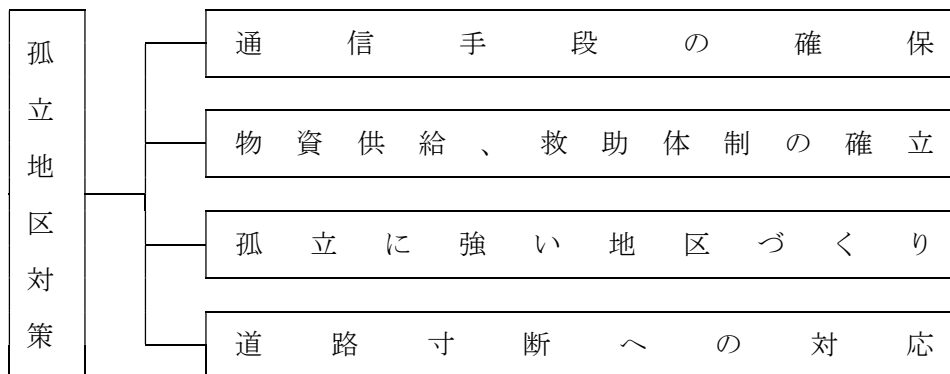 孤立地区対策
通信手段の確保
物資供給、救助体制の確立
孤立に強い地区づくり
道路寸断への対応